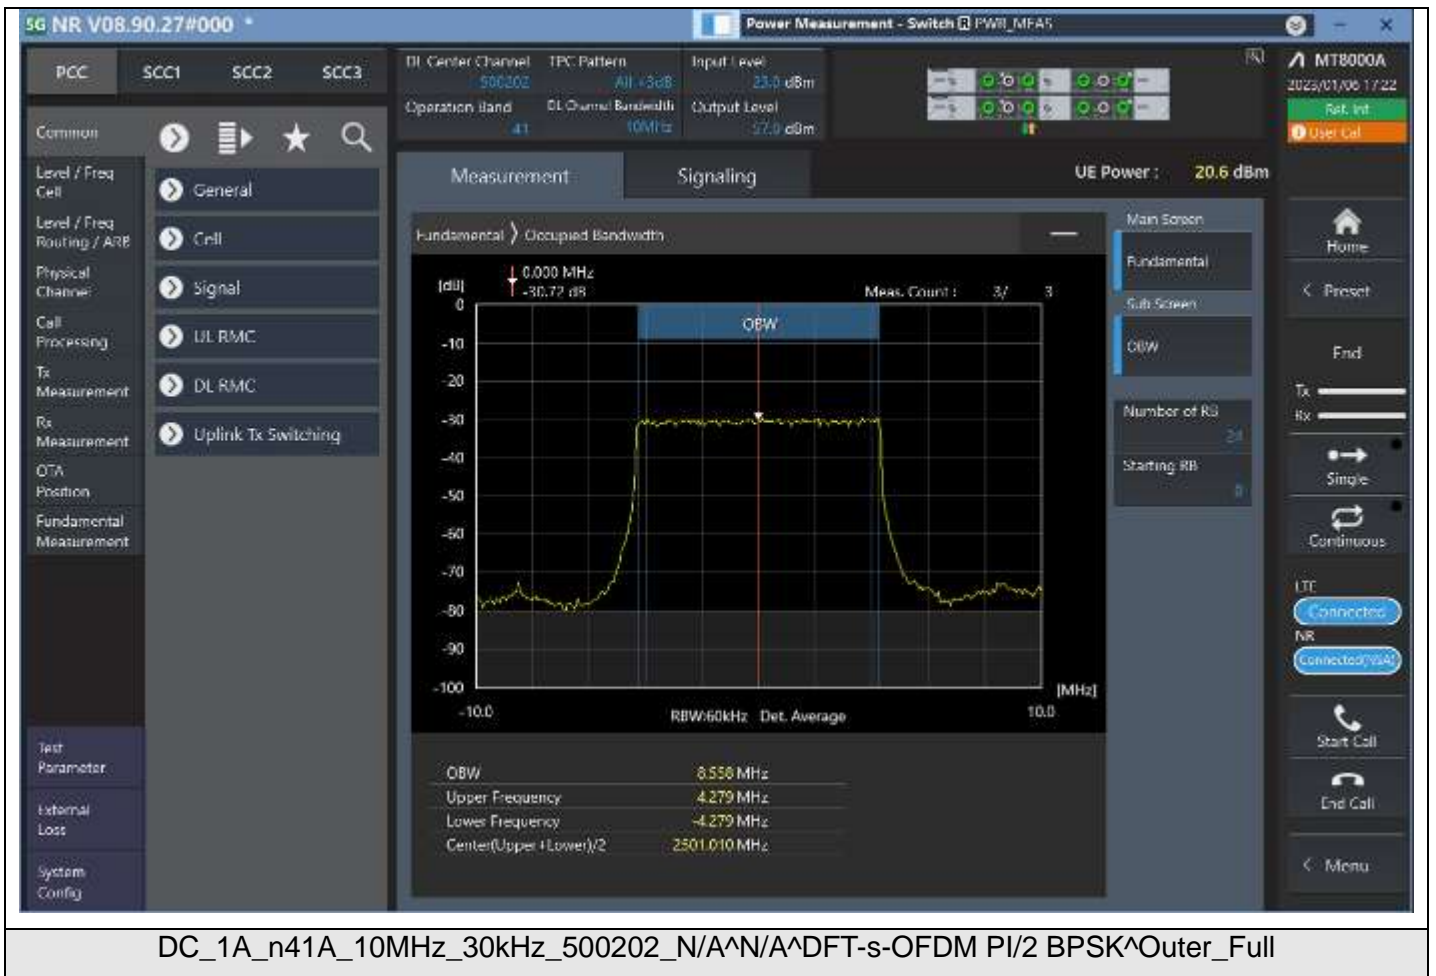 5G NR V08.90.27#000 *
Power Measurement - Switch PWR_MEAS
PCC SCC1 SCC2 SCC3
DL Center Channel TPC Pattern Input Level
500202 All +3dB 23.0 dBm
Operation Band DL Channel Bandwidth Output Level
41 10MHz -57.0 dBm
MT8000A
2023/01/06 17:22
Ref. Int
User Cal
Common
Level / Freq
Cell
Level / Freq
Routing / ARB
Physical
Channel
Call
Processing
Tx
Measurement
Rx
Measurement
OTA
Position
Fundamental
Measurement
Test
Parameter
External
Loss
System
Config
General
Cell
Signal
UL RMC
DL RMC
Uplink Tx Switching
Measurement Signaling
UE Power : 20.6 dBm
Fundamental Occupied Bandwidth
0.000 MHz
-30.72 dB
[dB]
Meas. Count : 3/ 3
OBW
0
-10
-20
-30
-40
-50
-60
-70
-80
-90
-100
[MHz]
-10.0 RBW:60kHz Det. Average 10.0
OBW 8.558 MHz
Upper Frequency 4.279 MHz
Lower Frequency -4.279 MHz
Center(Upper+Lower)/2 2501.010 MHz
Main Screen
Fundamental
Sub Screen
OBW
Number of RB
24
Starting RB
0
Home
< Preset
End
Tx
Rx
Single
Continuous
LTE
Connected
NR
Connected(NSA)
Start Call
End Call
< Menu
DC_1A_n41A_10MHz_30kHz_500202_N/A^N/A^DFT-s-OFDM PI/2 BPSK^Outer_Full